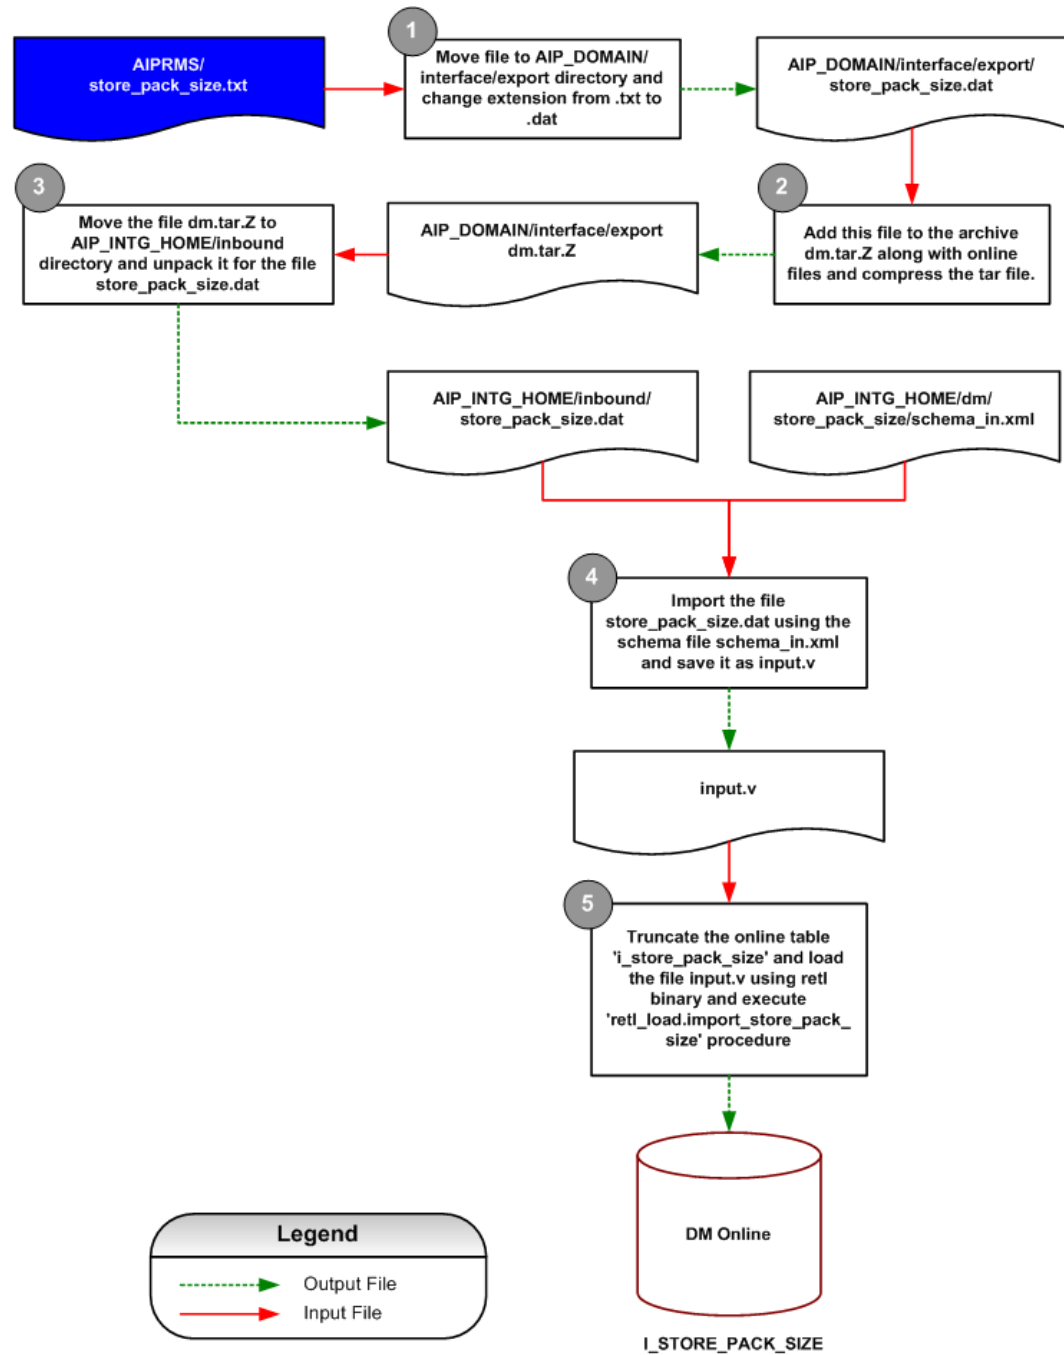 AIPRMS/
store_pack_size.txt
1
Move file to AIP_DOMAIN/
interface/export directory and
change extension from .txt to
.dat
AIP_DOMAIN/interface/export/
store_pack_size.dat
3
Move the file dm.tar.Z to
AIP_INTG_HOME/inbound
directory and unpack it for the file
store_pack_size.dat
AIP_DOMAIN/interface/export
dm.tar.Z
2
Add this file to the archive
dm.tar.Z along with online
files and compress the tar file.
AIP_INTG_HOME/inbound/
store_pack_size.dat
AIP_INTG_HOME/dm/
store_pack_size/schema_in.xml
4
Import the file
store_pack_size.dat using the
schema file schema_in.xml
and save it as input.v
input.v
5
Truncate the online table
'i_store_pack_size' and load
the file input.v using retl
binary and execute
'retl_load.import_store_pack_
size' procedure
DM Online
I_STORE_PACK_SIZE
Legend
Output File
Input File